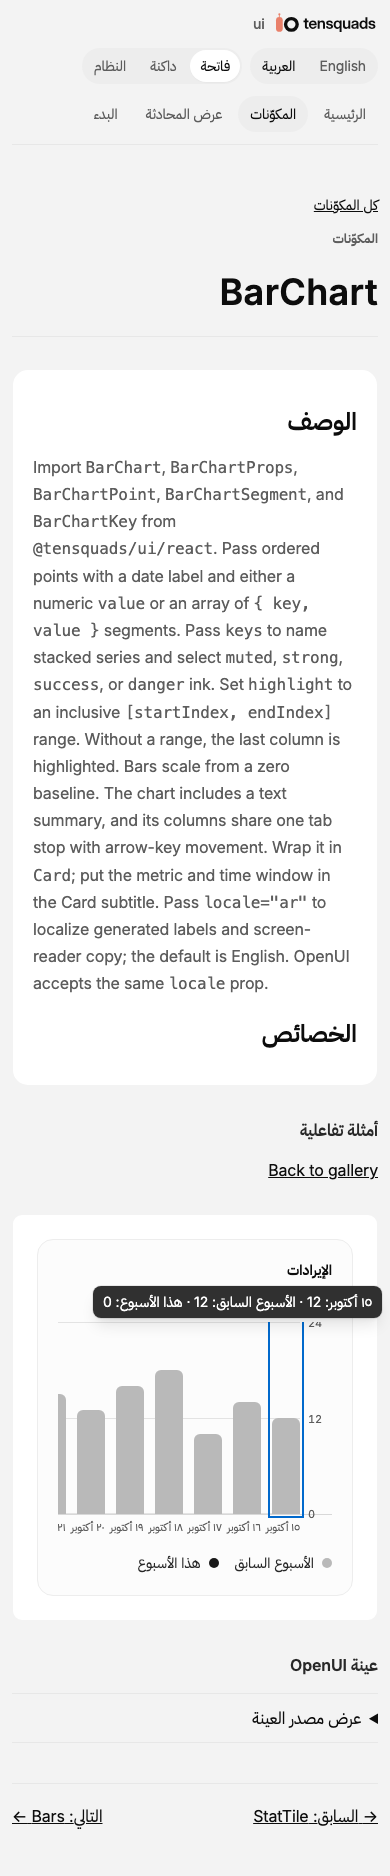 tensquads ui
English العربية فاتحة داكنة النظام
الرئيسية المكوّنات عرض المحادثة البدء
كل المكوّنات
المكوّنات
BarChart
الوصف
Import BarChart, BarChartProps,
BarChartPoint, BarChartSegment, and
BarChartKey from
@tensquads/ui/react. Pass ordered
points with a date label and either a
numeric value or an array of { key,
value } segments. Pass keys to name
stacked series and select muted, strong,
success, or danger ink. Set highlight to
an inclusive [startIndex, endIndex]
range. Without a range, the last column is
highlighted. Bars scale from a zero
baseline. The chart includes a text
summary, and its columns share one tab
stop with arrow-key movement. Wrap it in
Card; put the metric and time window in
the Card subtitle. Pass locale="ar" to
localize generated labels and screen-
reader copy; the default is English. OpenUI
accepts the same locale prop.
الخصائص
أمثلة تفاعلية
Back to gallery
الإيرادات
١٥ أكتوبر: 12 · الأسبوع السابق: 12 · هذا الأسبوع: 0
24
12
0
١٥ أكتوبر ١٦ أكتوبر ١٧ أكتوبر ١٨ أكتوبر ١٩ أكتوبر ٢٠ أكتوبر ٢١
الأسبوع السابق هذا الأسبوع
عينة OpenUI
عرض مصدر العينة
→ السابق: StatTile التالي: Bars ←